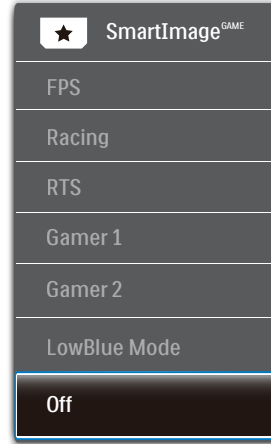 SmartImage GAME
FPS
Racing
RTS
Gamer 1
Gamer 2
LowBlue Mode
Off